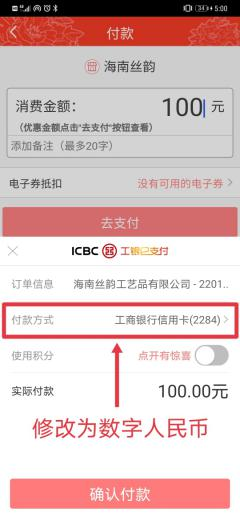 34 5:00
付款
海南丝韵
消费金额： 100 元
（优惠金额点击"去支付"按钮查看）
添加备注（最多20字）
电子券抵扣 没有可用的电子券 >
去支付
ICBC 工银e支付
订单信息 海南丝韵工艺品有限公司 - 2201..
付款方式 工商银行信用卡(2284) >
使用积分 点开有惊喜
实际付款 100.00元
修改为数字人民币
确认付款